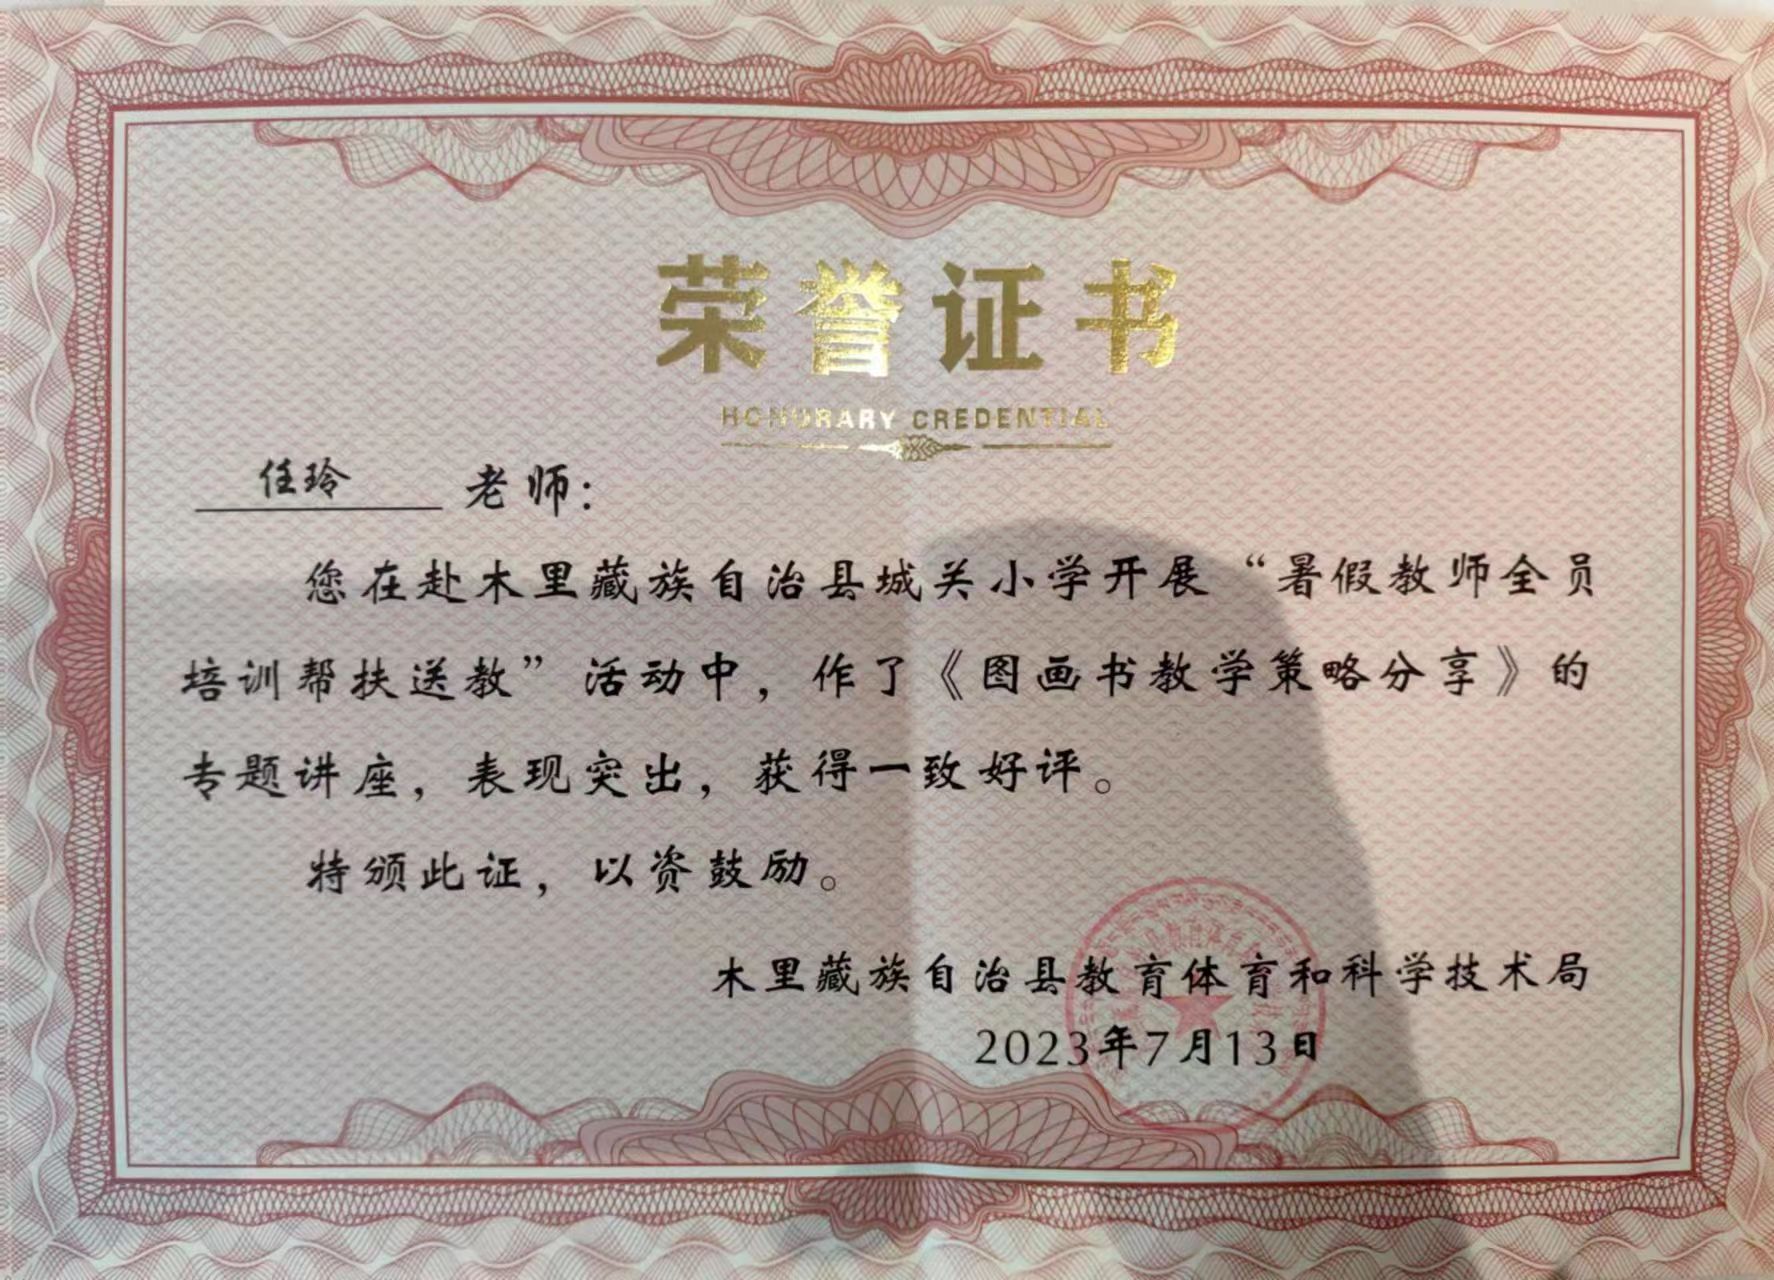 荣誉证书
HONORARY CREDENTIAL
任玲 老师：
您在赴木里藏族自治县城关小学开展“暑假教师全员
培训帮扶送教”活动中，作了《图画书教学策略分享》的
专题讲座，表现突出，获得一致好评。
特颁此证，以资鼓励。
木里藏族自治县教育体育和科学技术局
2023年7月13日